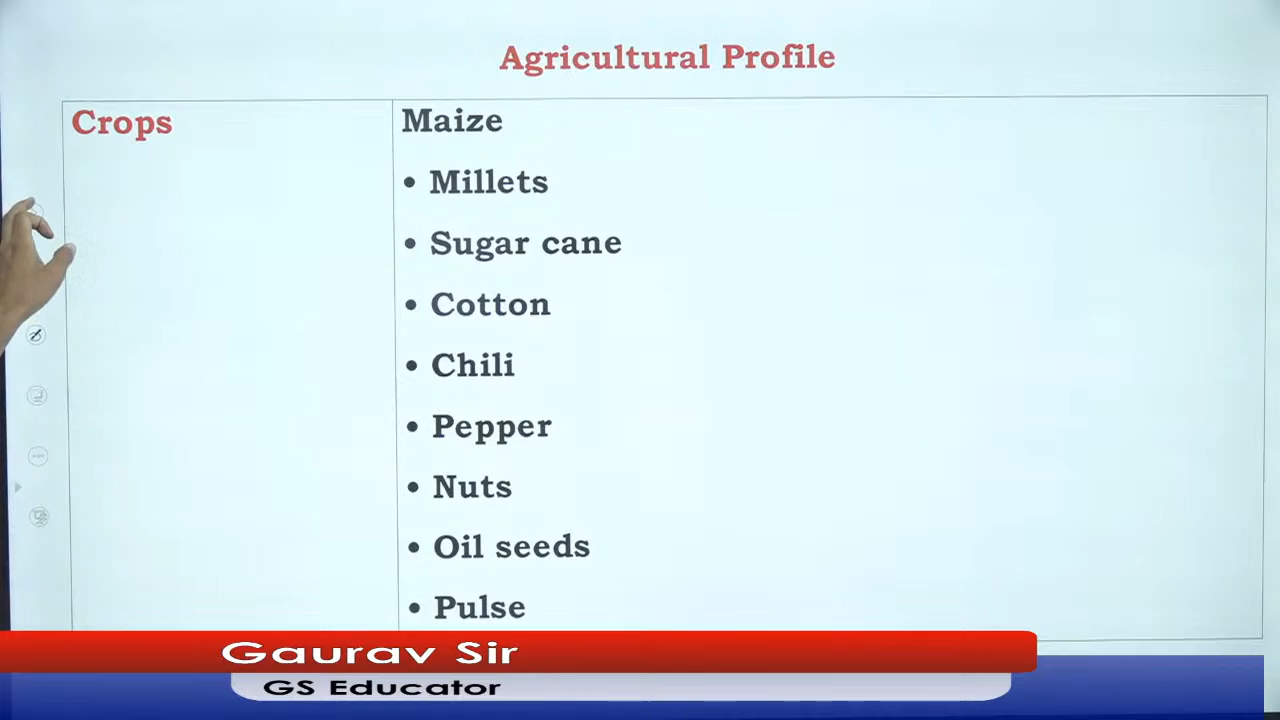 Agricultural Profile
Crops
Maize
• Millets
• Sugar cane
• Cotton
• Chili
• Pepper
• Nuts
• Oil seeds
• Pulse
Gaurav Sir
GS Educator